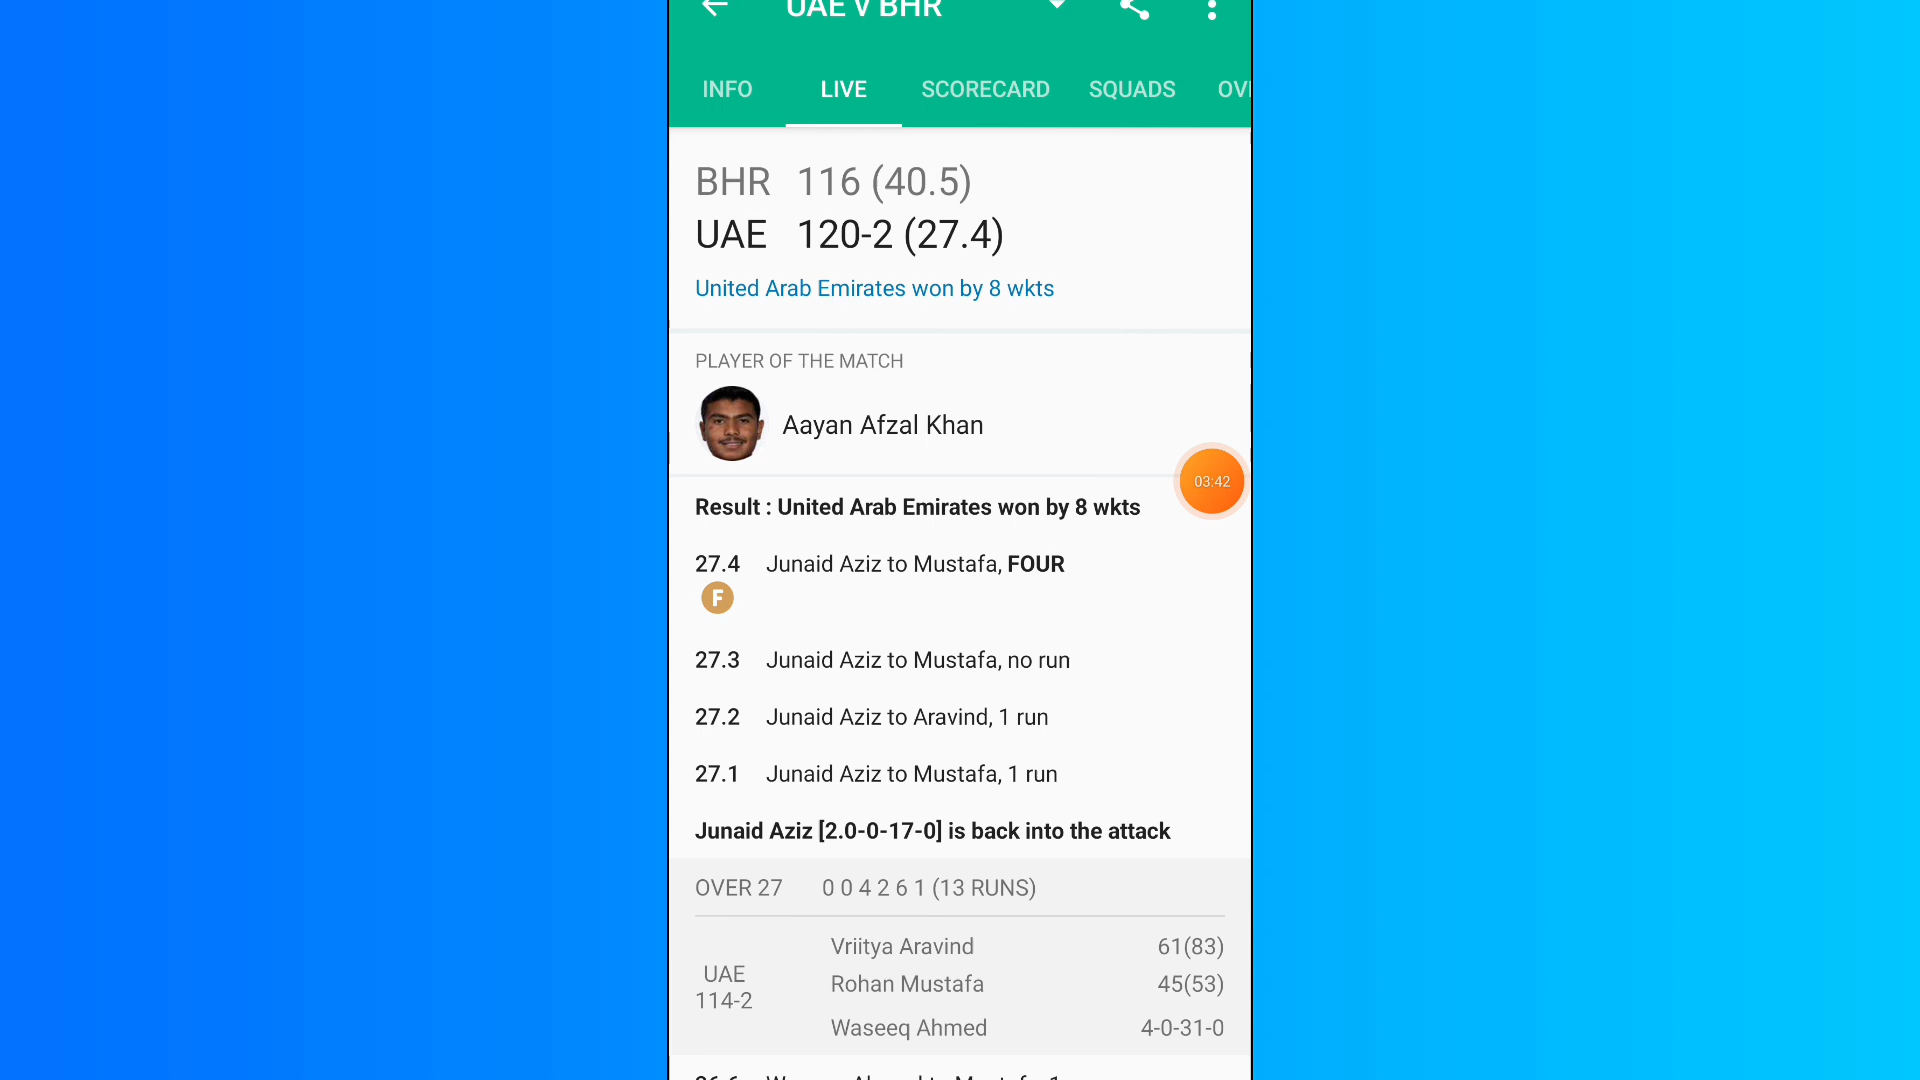 UAE v BHR
INFO LIVE SCORECARD SQUADS OV
BHR 116 (40.5)
UAE 120-2 (27.4)
United Arab Emirates won by 8 wkts
PLAYER OF THE MATCH
Aayan Afzal Khan
03:42
Result : United Arab Emirates won by 8 wkts
27.4 Junaid Aziz to Mustafa, FOUR
F
27.3 Junaid Aziz to Mustafa, no run
27.2 Junaid Aziz to Aravind, 1 run
27.1 Junaid Aziz to Mustafa, 1 run
Junaid Aziz [2.0-0-17-0] is back into the attack
OVER 27 0 0 4 2 6 1 (13 RUNS)
Vriitya Aravind 61(83)
UAE
Rohan Mustafa 45(53)
114-2
Waseeq Ahmed 4-0-31-0